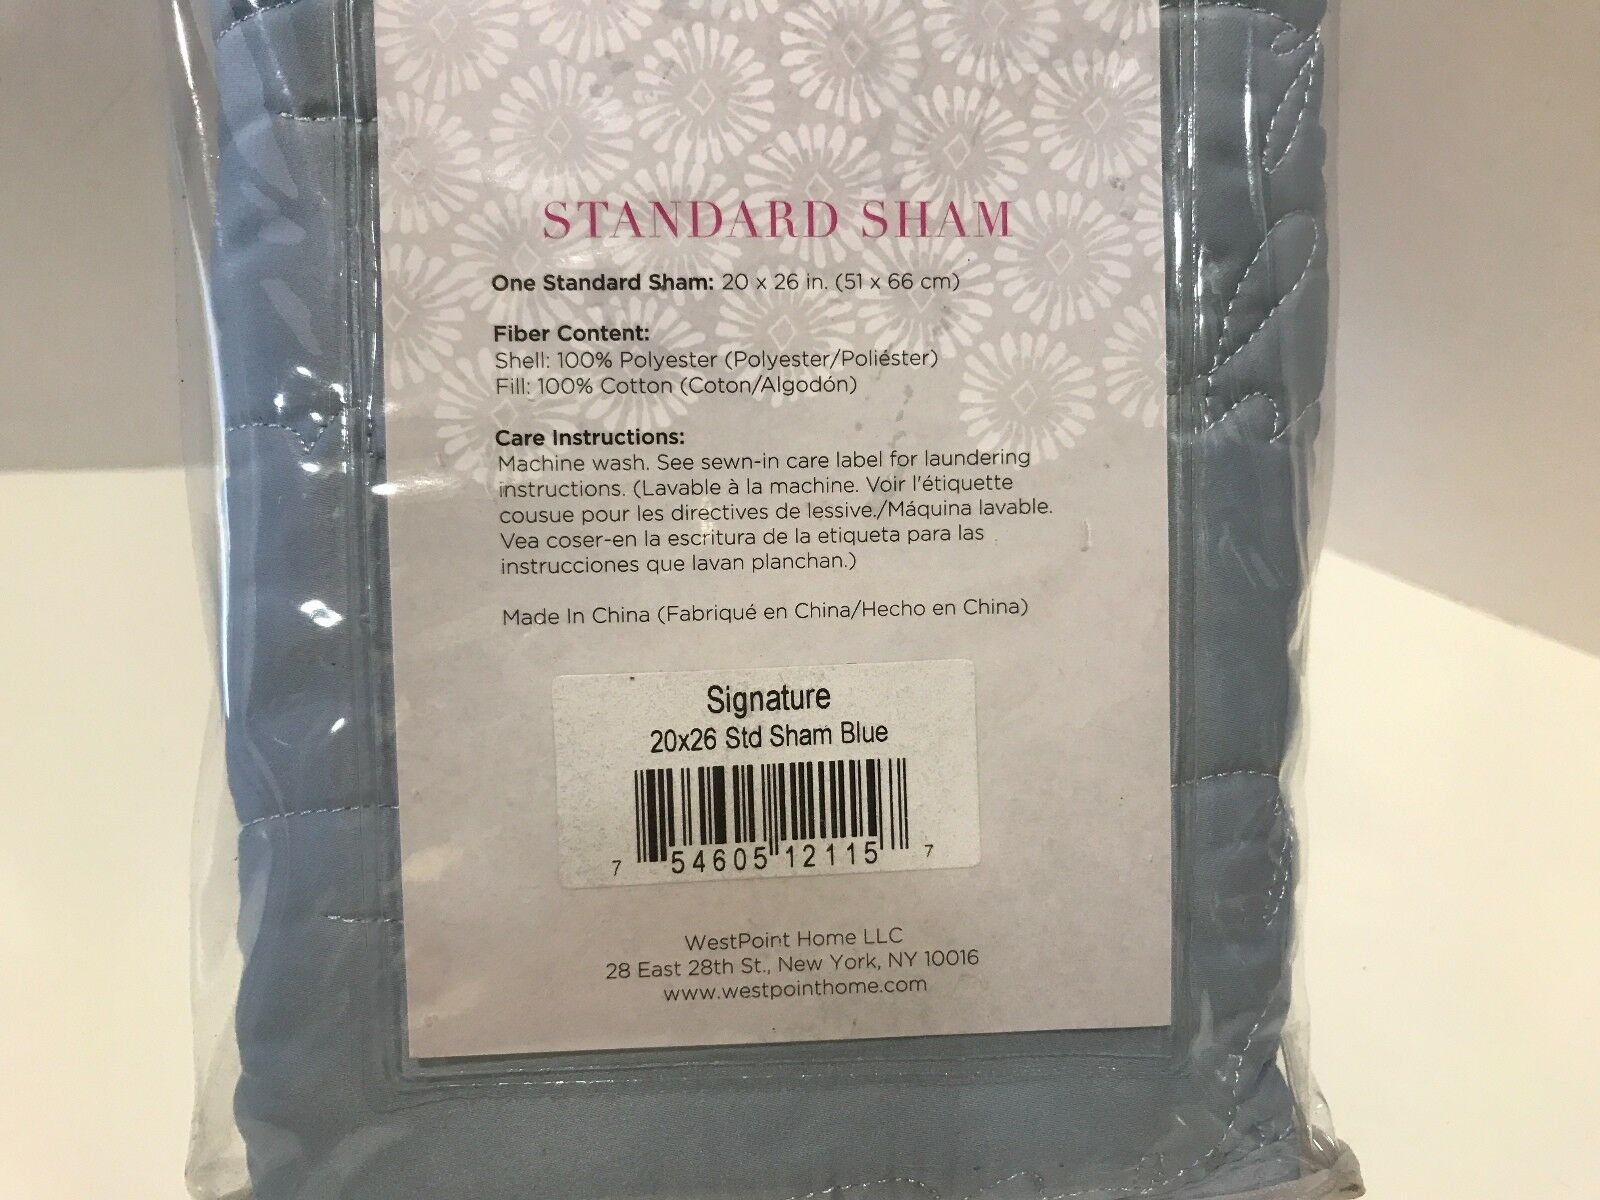 STANDARD SHAM
One Standard Sham: 20 x 26 in. (51 x 66 cm)
Fiber Content:
Shell: 100% Polyester (Polyester/Poliéster)
Fill: 100% Cotton (Coton/Algodón)
Care Instructions:
Machine wash. See sewn-in care label for laundering
instructions. (Lavable à la machine. Voir l'étiquette
cousue pour les directives de lessive./Máquina lavable.
Vea coser-en la escritura de la etiqueta para las
instrucciones que lavan planchan.)
Made In China (Fabriqué en China/Hecho en China)
Signature
20x26 Std Sham Blue
7 54605 12115 7
WestPoint Home LLC
28 East 28th St., New York, NY 10016
www.westpointhome.com